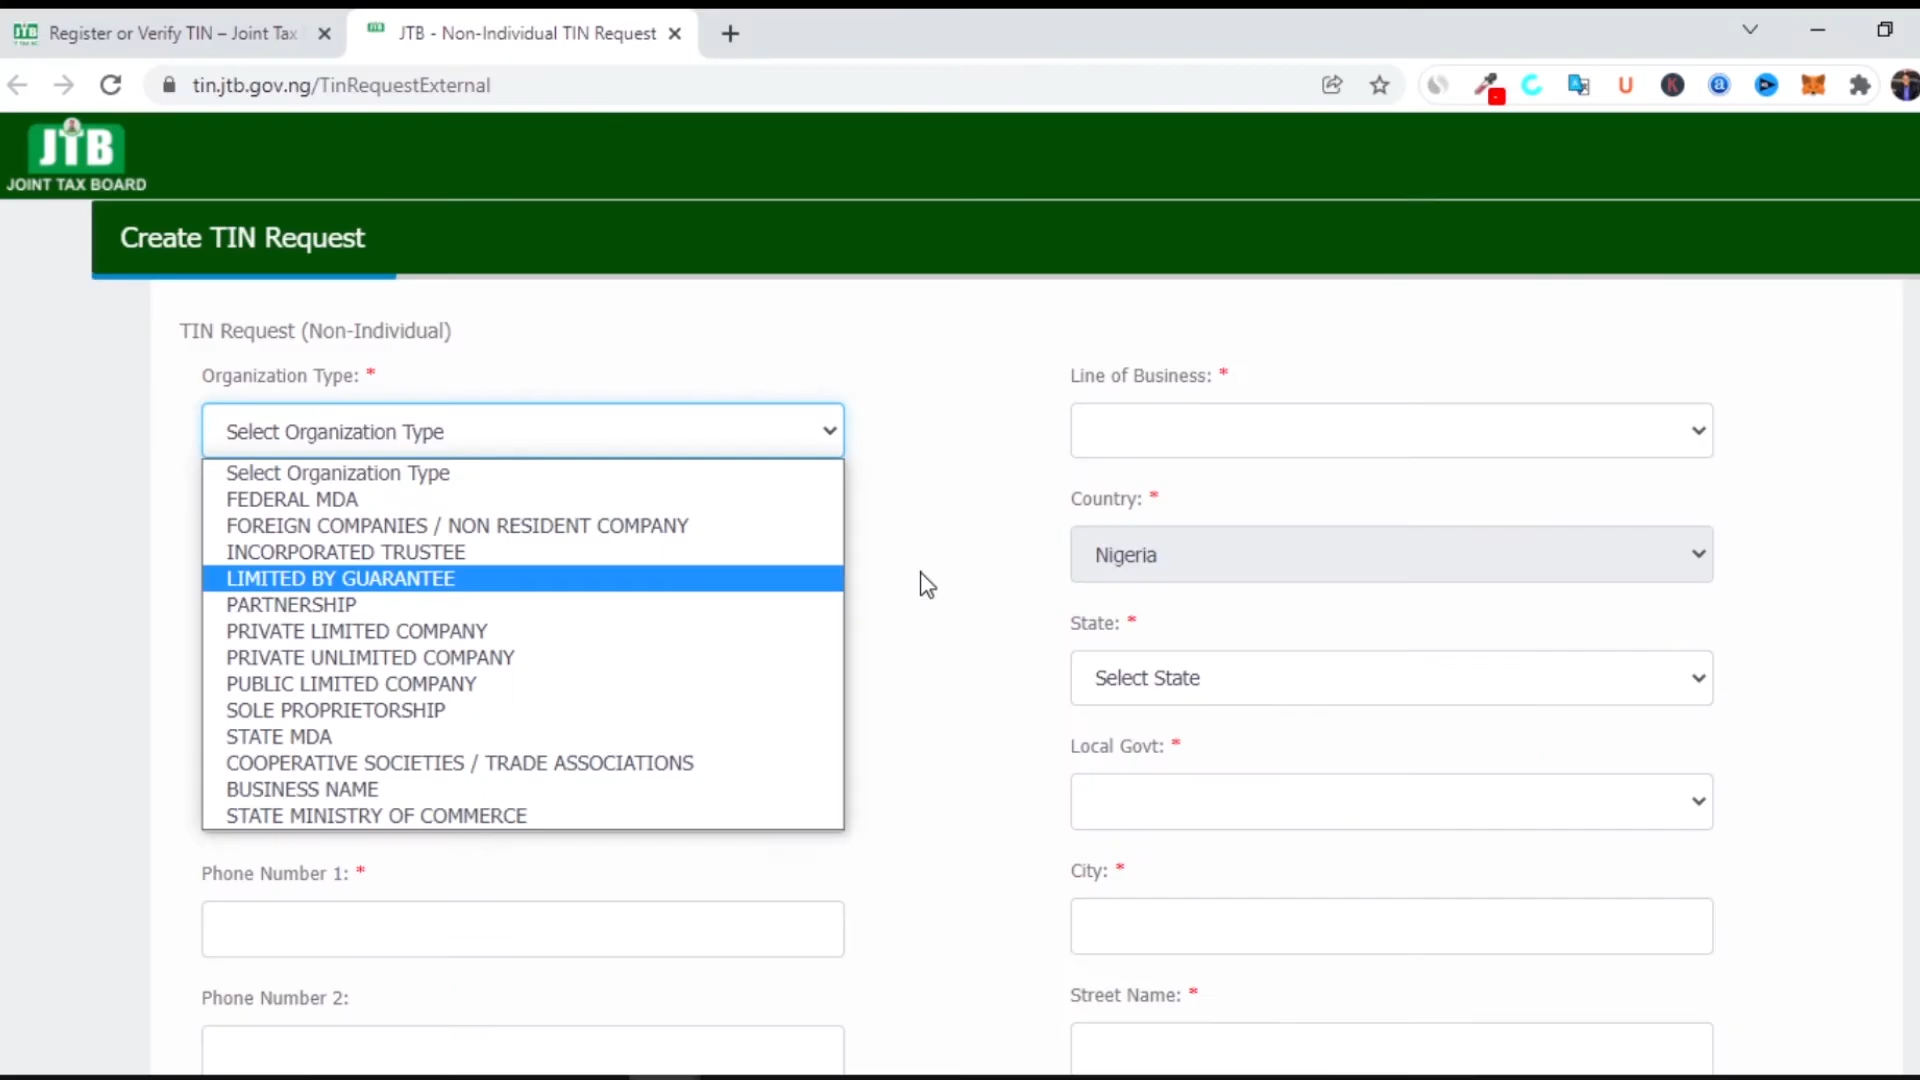 Register or Verify TIN – Joint Tax
JTB - Non-Individual TIN Request
tin.jtb.gov.ng/TinRequestExternal
JTB
JOINT TAX BOARD
Create TIN Request
TIN Request (Non-Individual)
Organization Type: *
Select Organization Type
Select Organization Type
FEDERAL MDA
FOREIGN COMPANIES / NON RESIDENT COMPANY
INCORPORATED TRUSTEE
LIMITED BY GUARANTEE
PARTNERSHIP
PRIVATE LIMITED COMPANY
PRIVATE UNLIMITED COMPANY
PUBLIC LIMITED COMPANY
SOLE PROPRIETORSHIP
STATE MDA
COOPERATIVE SOCIETIES / TRADE ASSOCIATIONS
BUSINESS NAME
STATE MINISTRY OF COMMERCE
Phone Number 1: *
Phone Number 2:
Line of Business: *
Country: *
Nigeria
State: *
Select State
Local Govt: *
City: *
Street Name: *